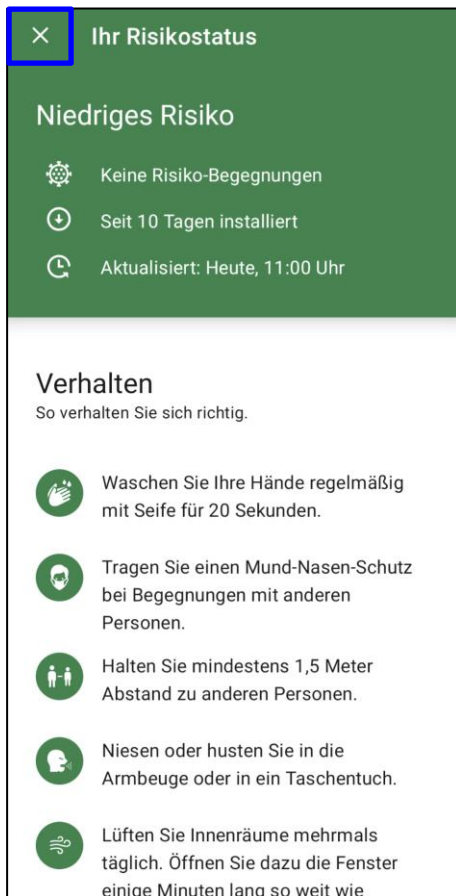 Ihr Risikostatus
Niedriges Risiko
Keine Risiko-Begegnungen
Seit 10 Tagen installiert
Aktualisiert: Heute, 11:00 Uhr
Verhalten
So verhalten Sie sich richtig.
Waschen Sie Ihre Hände regelmäßig
mit Seife für 20 Sekunden.
Tragen Sie einen Mund-Nasen-Schutz
bei Begegnungen mit anderen
Personen.
Halten Sie mindestens 1,5 Meter
Abstand zu anderen Personen.
Niesen oder husten Sie in die
Armbeuge oder in ein Taschentuch.
Lüften Sie Innenräume mehrmals
täglich. Öffnen Sie dazu die Fenster
einige Minuten lang so weit wie